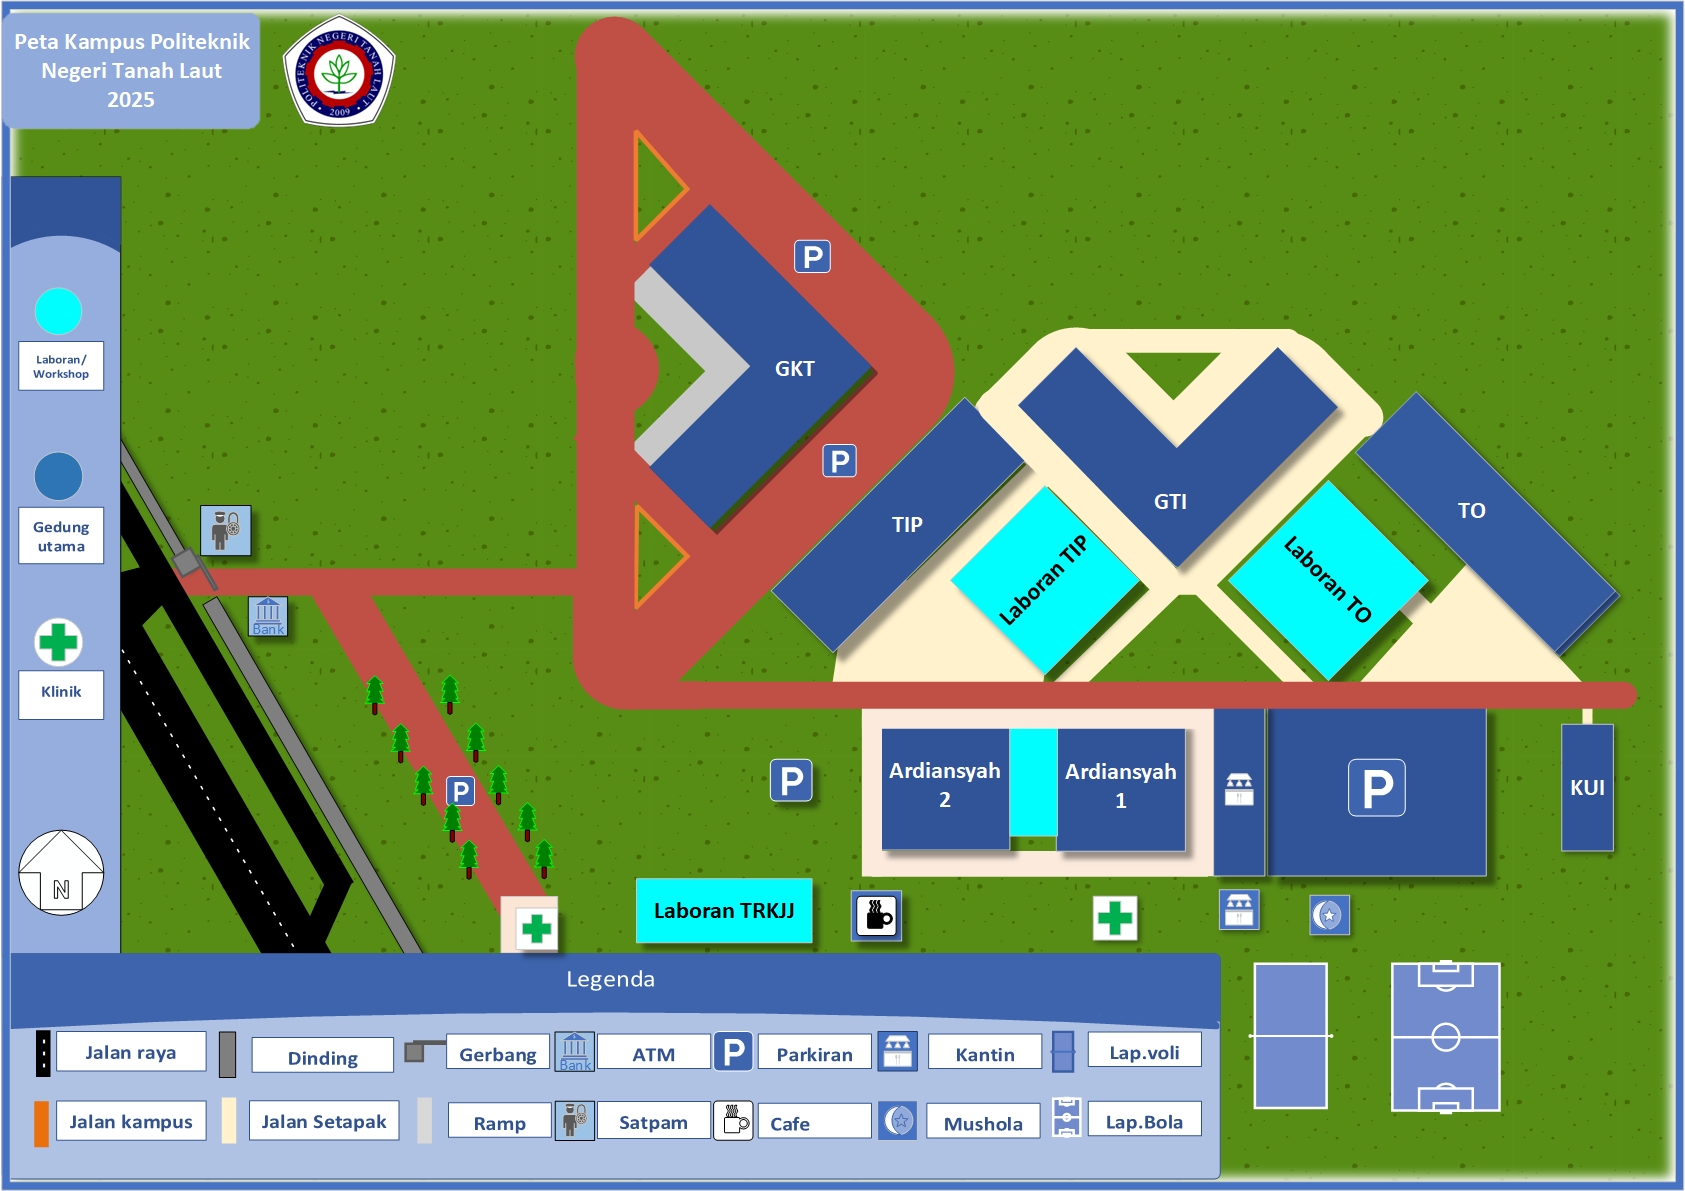 Peta Kampus Politeknik
Negeri Tanah Laut
2025
POLITEKNIK NEGERI TANAH LAUT
2009
Laboran/
Workshop
Gedung
utama
Klinik
N
Bank
P
GKT
P
TIP
GTI
TO
Laboran TIP
Laboran TO
P
P
Ardiansyah
2
Ardiansyah
1
P
KUI
Laboran TRKJJ
Legenda
Jalan raya
Dinding
Gerbang
Bank
ATM
P
Parkiran
Kantin
Lap.voli
Jalan kampus
Jalan Setapak
Ramp
Satpam
Cafe
Mushola
Lap.Bola